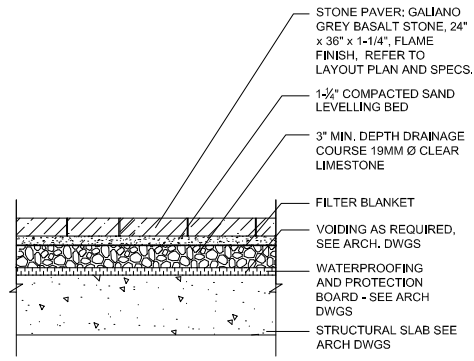 STONE PAVER: GALIANO
GREY BASALT STONE, 24"
x 36" x 1-1/4", FLAME
FINISH, REFER TO
LAYOUT PLAN AND SPECS.
1-¼" COMPACTED SAND
LEVELLING BED
3" MIN. DEPTH DRAINAGE
COURSE 19MM Ø CLEAR
LIMESTONE
FILTER BLANKET
VOIDING AS REQUIRED,
SEE ARCH. DWGS
WATERPROOFING
AND PROTECTION
BOARD - SEE ARCH
DWGS
STRUCTURAL SLAB SEE
ARCH DWGS